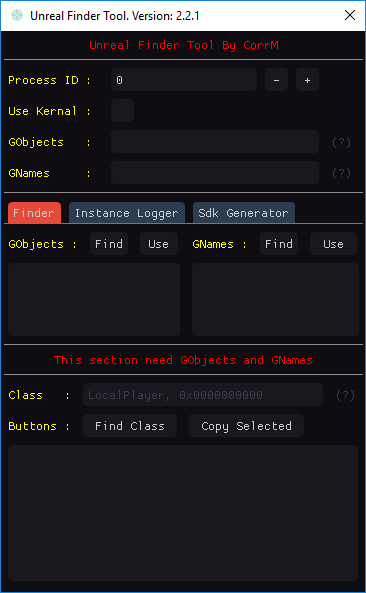 Unreal Finder Tool. Version: 2.2.1
Unreal Finder Tool By CorrM
Process ID : 0 - +
Use Kernal :
GObjects : (?)
GNames : (?)
Finder Instance Logger Sdk Generator
GObjects : Find Use GNames : Find Use
This section need GObjects and GNames
Class : LocalPlayer, 0x0000000000 (?)
Buttons : Find Class Copy Selected